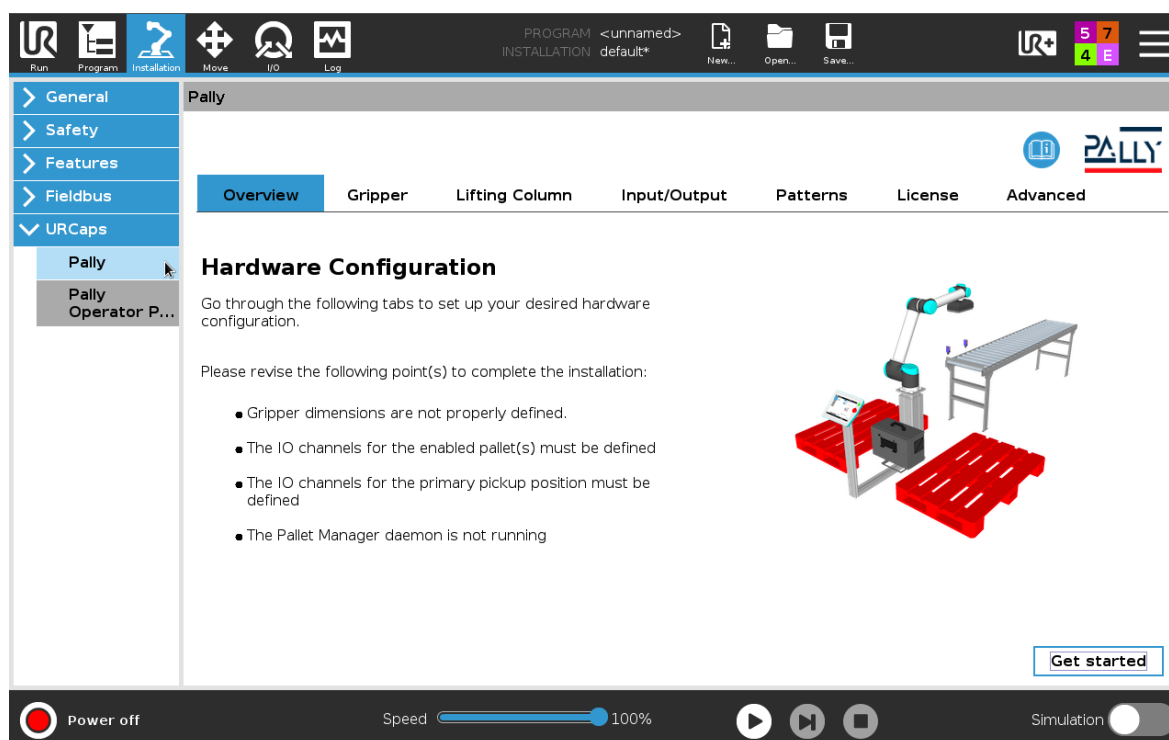 PROGRAM <unnamed>
INSTALLATION default*
Run Program Installation Move I/O Log New... Open... Save...
UR+
5 7
4 E
General
Safety
Features
Fieldbus
URCaps
Pally
Pally
Operator P...
Pally
PALLY
Overview Gripper Lifting Column Input/Output Patterns License Advanced
Hardware Configuration
Go through the following tabs to set up your desired hardware
configuration.
Please revise the following point(s) to complete the installation:
Gripper dimensions are not properly defined.
The IO channels for the enabled pallet(s) must be defined
The IO channels for the primary pickup position must be
defined
The Pallet Manager daemon is not running
Get started
Power off Speed 100% Simulation